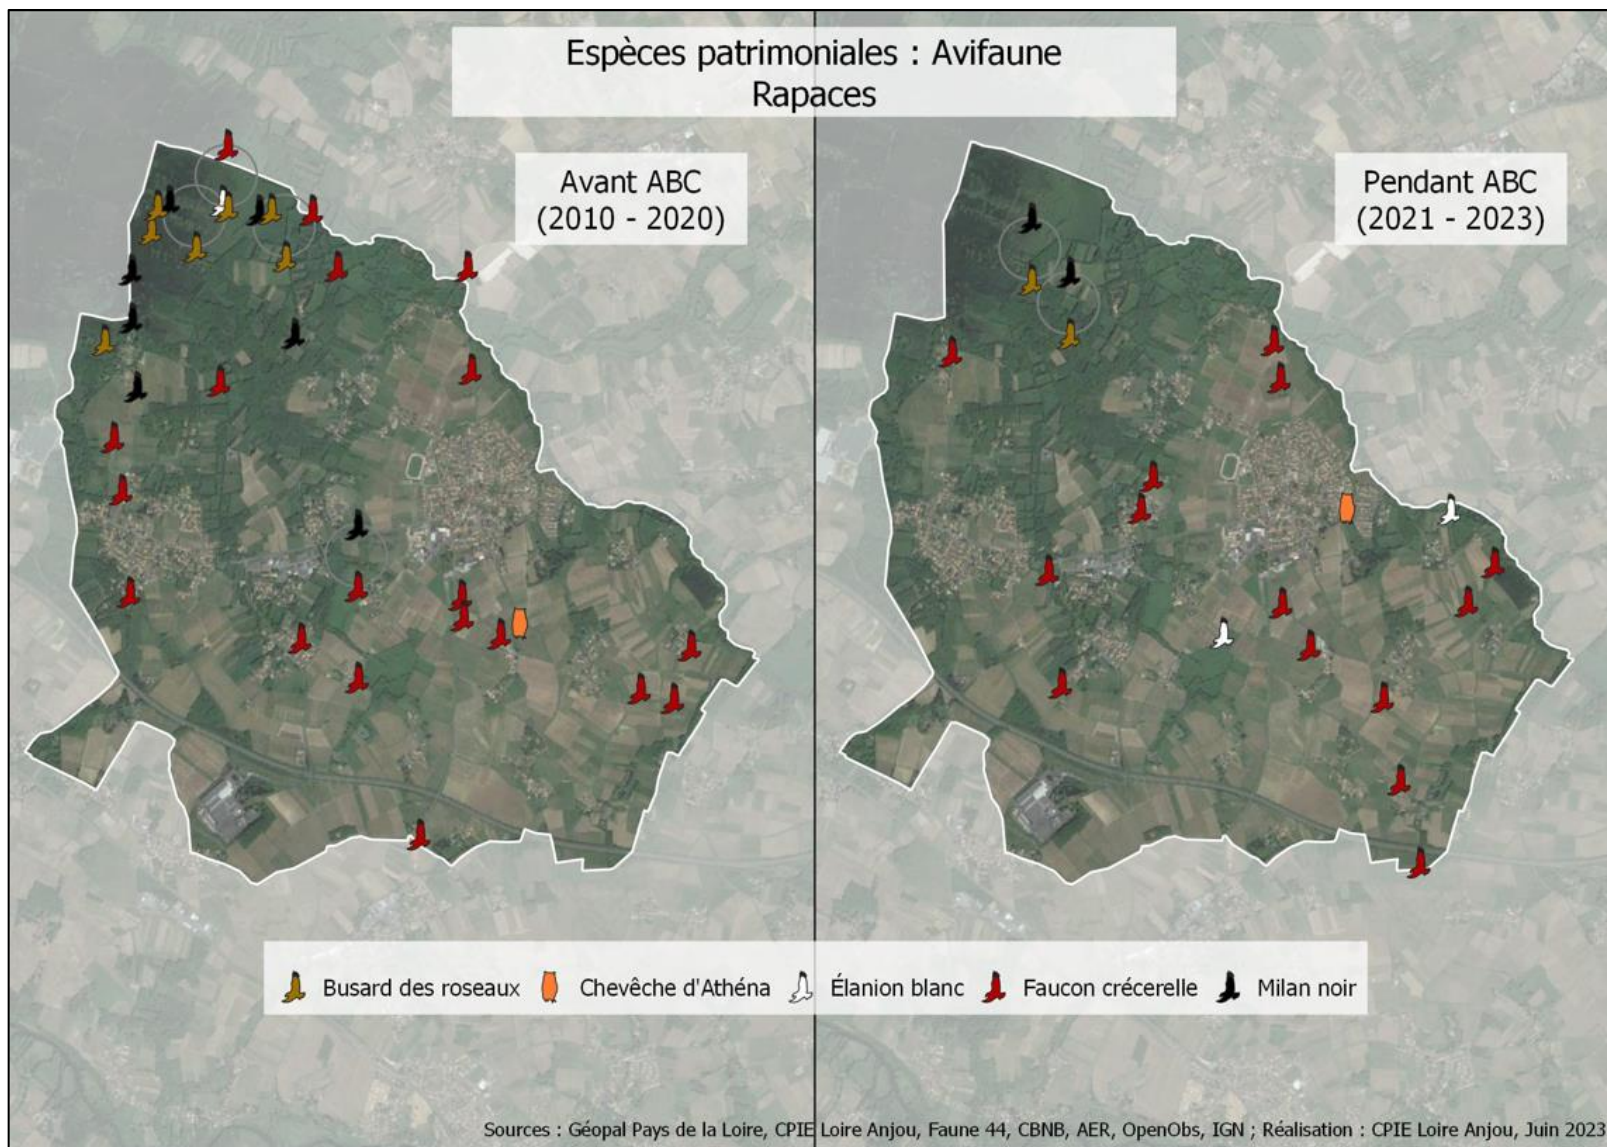 Espèces patrimoniales : Avifaune
Rapaces
Avant ABC
(2010 - 2020)
Pendant ABC
(2021 - 2023)
Busard des roseaux
Chevêche d'Athéna
Élanion blanc
Faucon crécerelle
Milan noir
Sources : Géopal Pays de la Loire, CPIE Loire Anjou, Faune 44, CBNB, AER, OpenObs, IGN ; Réalisation : CPIE Loire Anjou, Juin 2023